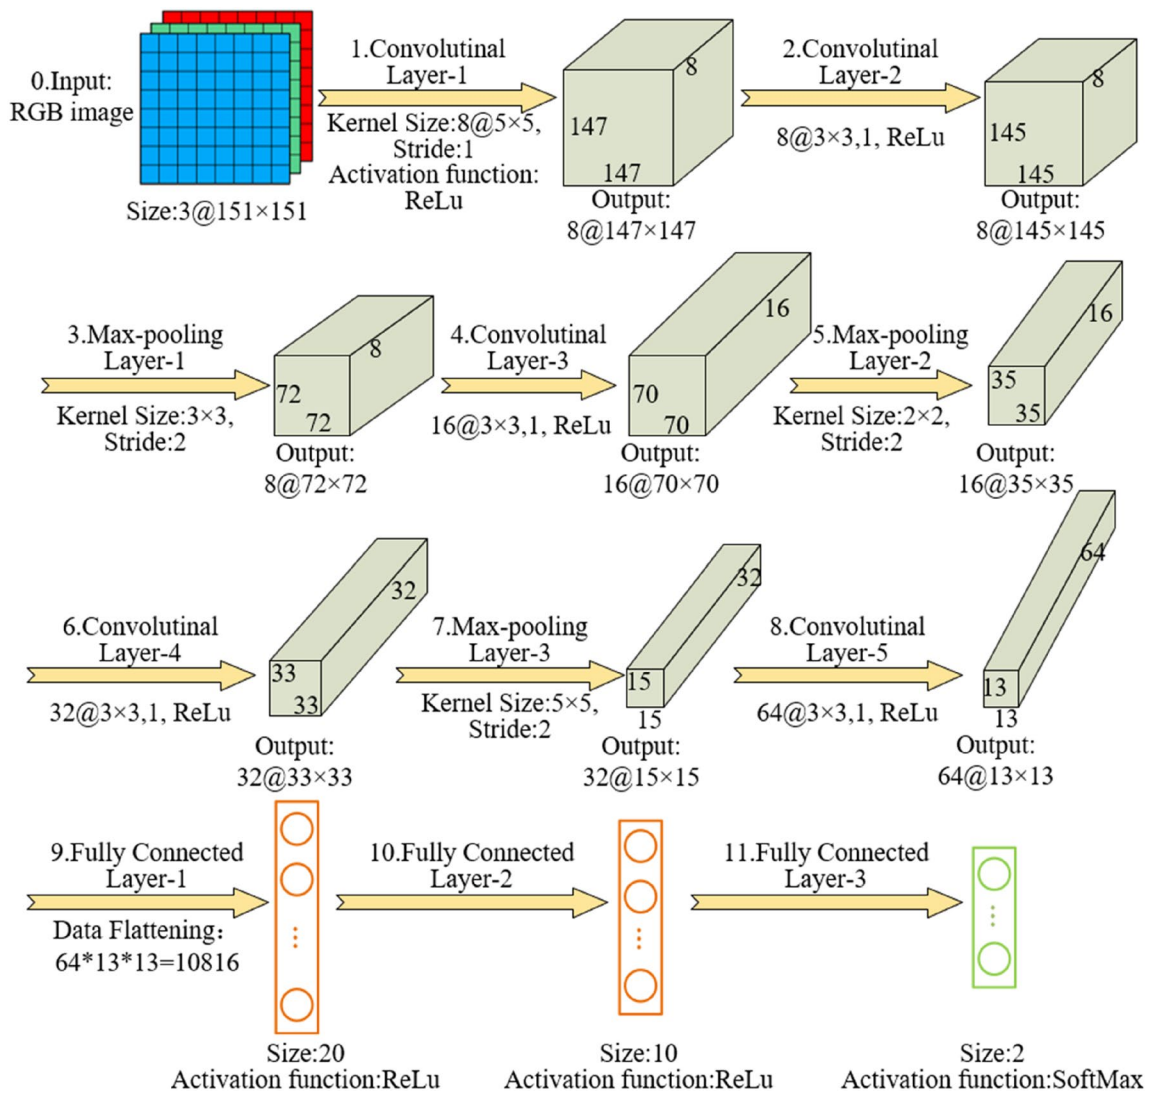 0.Input:
RGB image
Size:3@151×151
1.Convolutinal
Layer-1
Kernel Size:8@5×5,
Stride:1
Activation function:
ReLu
8
147
147
Output:
8@147×147
2.Convolutinal
Layer-2
8@3×3,1, ReLu
8
145
145
Output:
8@145×145
3.Max-pooling
Layer-1
Kernel Size:3×3,
Stride:2
8
72
72
Output:
8@72×72
4.Convolutinal
Layer-3
16@3×3,1, ReLu
16
70
70
Output:
16@70×70
5.Max-pooling
Layer-2
Kernel Size:2×2,
Stride:2
16
35
35
Output:
16@35×35
6.Convolutinal
Layer-4
32@3×3,1, ReLu
32
33
33
Output:
32@33×33
7.Max-pooling
Layer-3
Kernel Size:5×5,
Stride:2
32
15
15
Output:
32@15×15
8.Convolutinal
Layer-5
64@3×3,1, ReLu
64
13
13
Output:
64@13×13
9.Fully Connected
Layer-1
Data Flattening：
64*13*13=10816
Size:20
Activation function:ReLu
10.Fully Connected
Layer-2
Size:10
Activation function:ReLu
11.Fully Connected
Layer-3
Size:2
Activation function:SoftMax